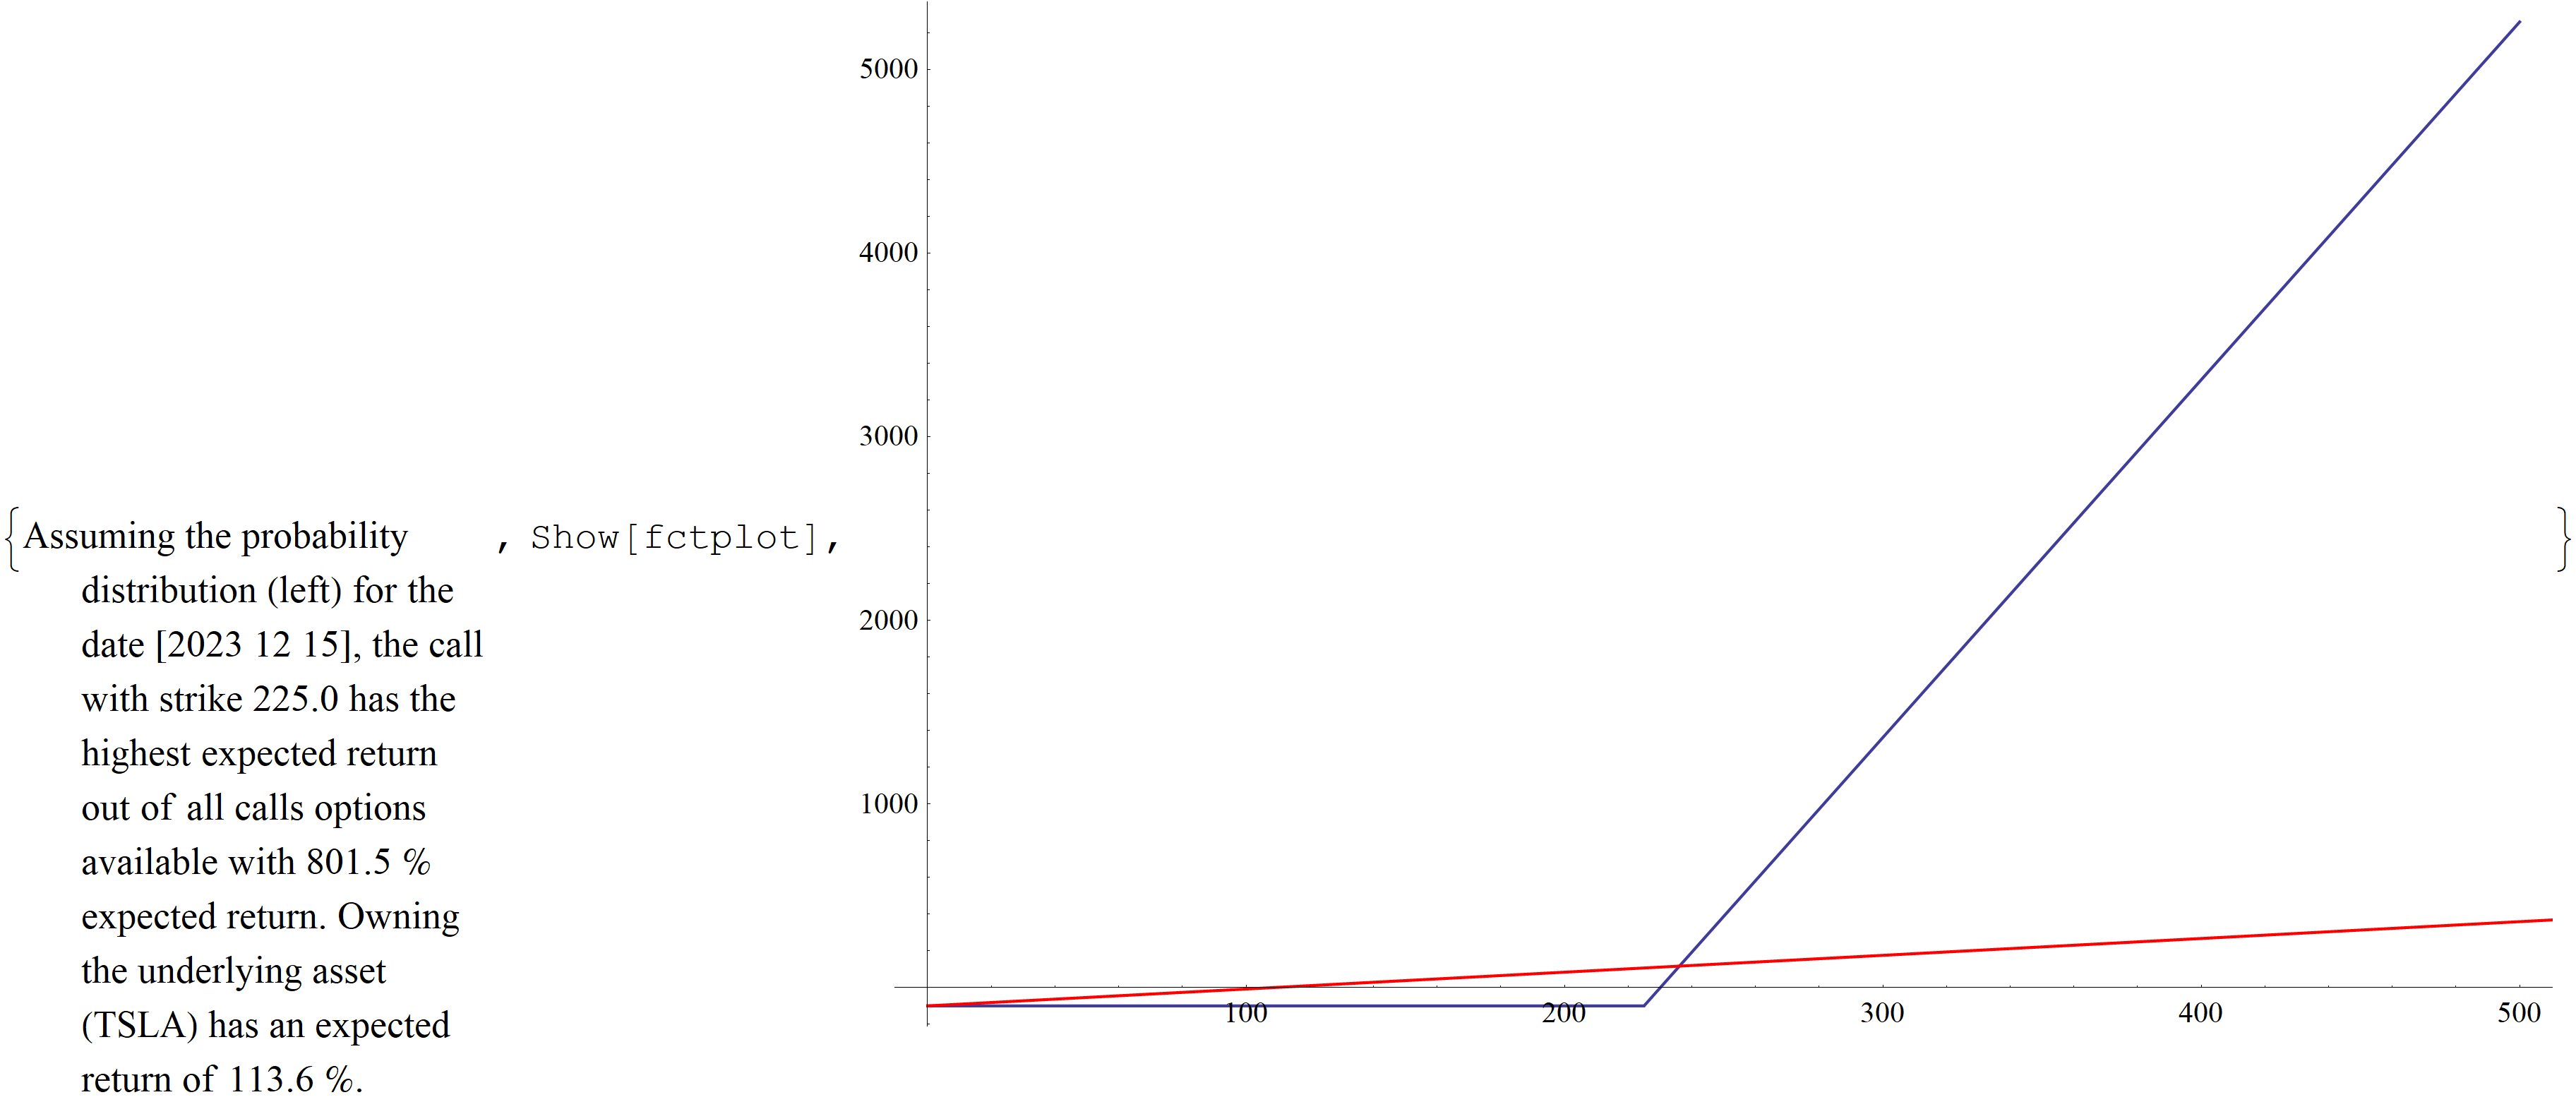 {Assuming the probability , Show[fctplot], }
distribution (left) for the
date [2023 12 15], the call
with strike 225.0 has the
highest expected return
out of all calls options
available with 801.5 %
expected return. Owning
the underlying asset
(TSLA) has an expected
return of 113.6 %.
5000
4000
3000
2000
1000
100 200 300 400 500